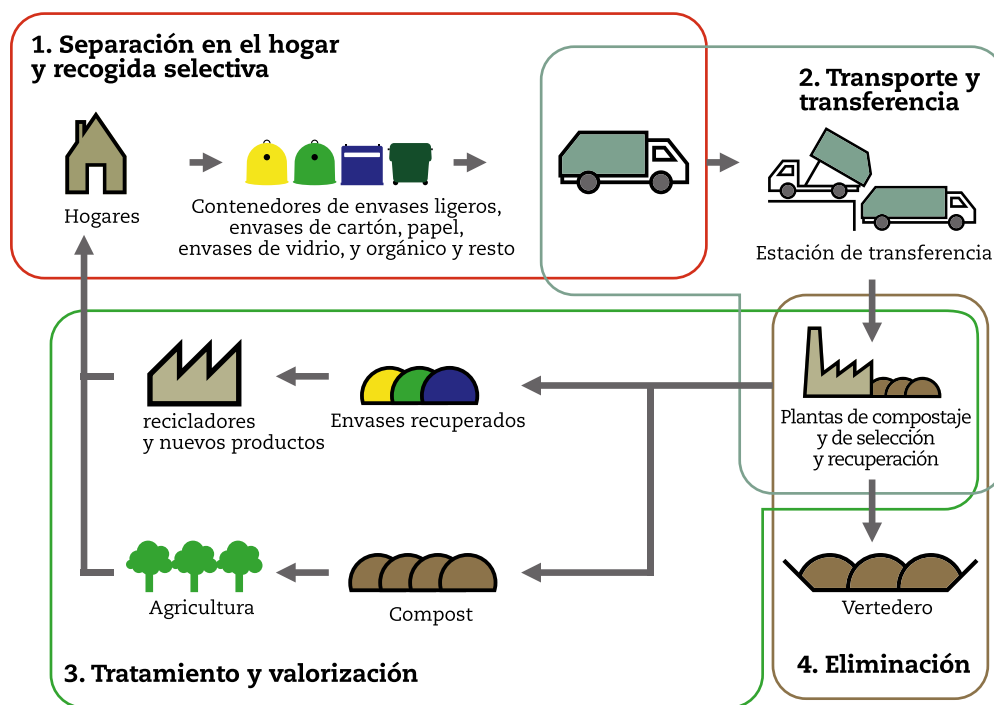 1. Separación en el hogar
y recogida selectiva
2. Transporte y
transferencia
Hogares
Contenedores de envases ligeros,
envases de cartón, papel,
envases de vidrio, y orgánico y resto
Estación de transferencia
recicladores
y nuevos productos
Envases recuperados
Plantas de compostaje
y de selección
y recuperación
Agricultura
Compost
Vertedero
3. Tratamiento y valorización
4. Eliminación